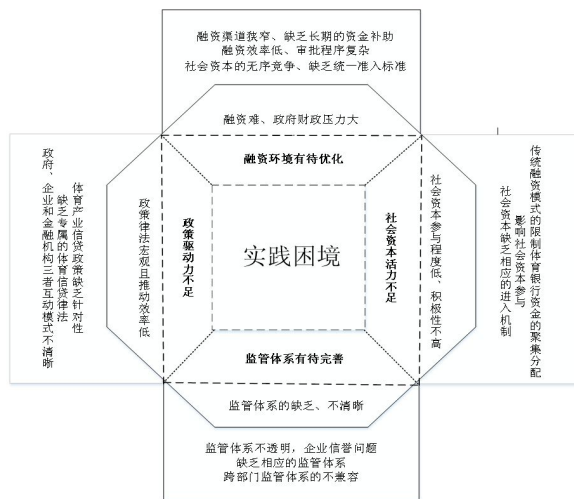 融资渠道狭窄、缺乏长期的资金补助
融资效率低、审批程序复杂
社会资本的无序竞争、缺乏统一准入标准
融资难、政府财政压力大
融资环境有待优化
体育产业信贷政策缺乏针对性
缺乏专属的体育信贷律法
政府、企业和金融机构三者互动模式不清晰
政策律法宏观且推动效率低
政策驱动力不足
实践困境
社会资本活力不足
社会资本参与程度低、积极性不高
传统融资模式的限制体育银行资金的聚集分配
影响社会资本参与
社会资本缺乏相应的进入机制
监管体系有待完善
监管体系的缺乏、不清晰
监管体系不透明，企业信誉问题
缺乏相应的监管体系
跨部门监管体系的不兼容